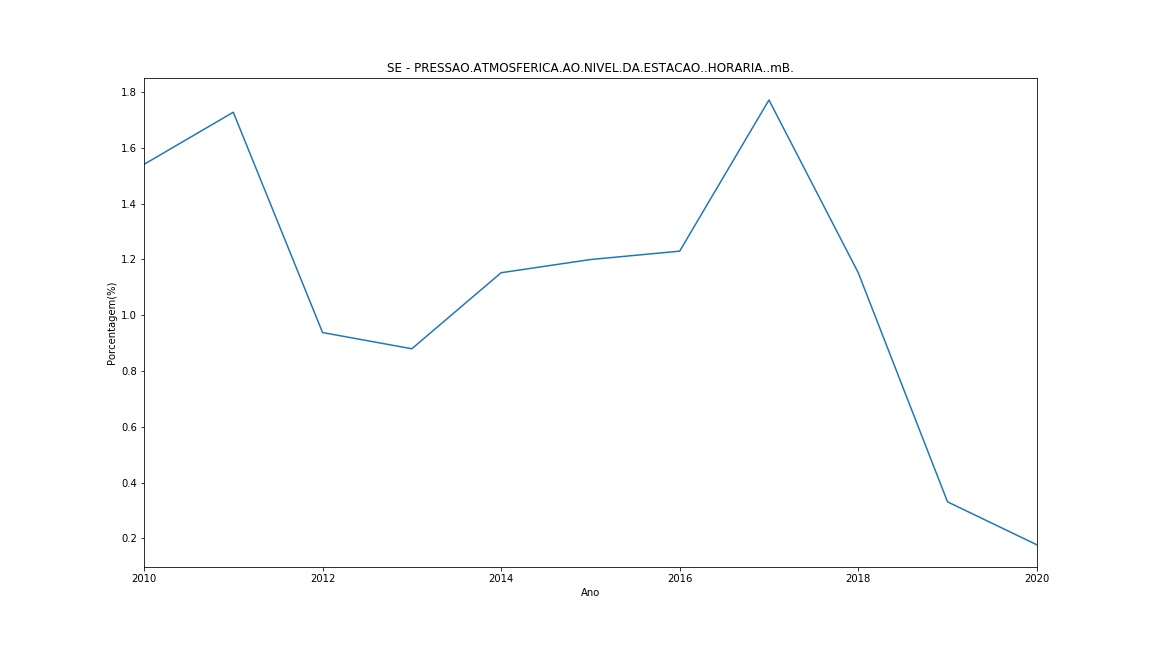 SE - PRESSAO.ATMOSFERICA.AO.NIVEL.DA.ESTACAO..HORARIA..mB.
1.8
1.6
1.4
1.2
1.0
0.8
0.6
0.4
0.2
Porcentagem(%)
2010 2012 2014 2016 2018 2020
Ano